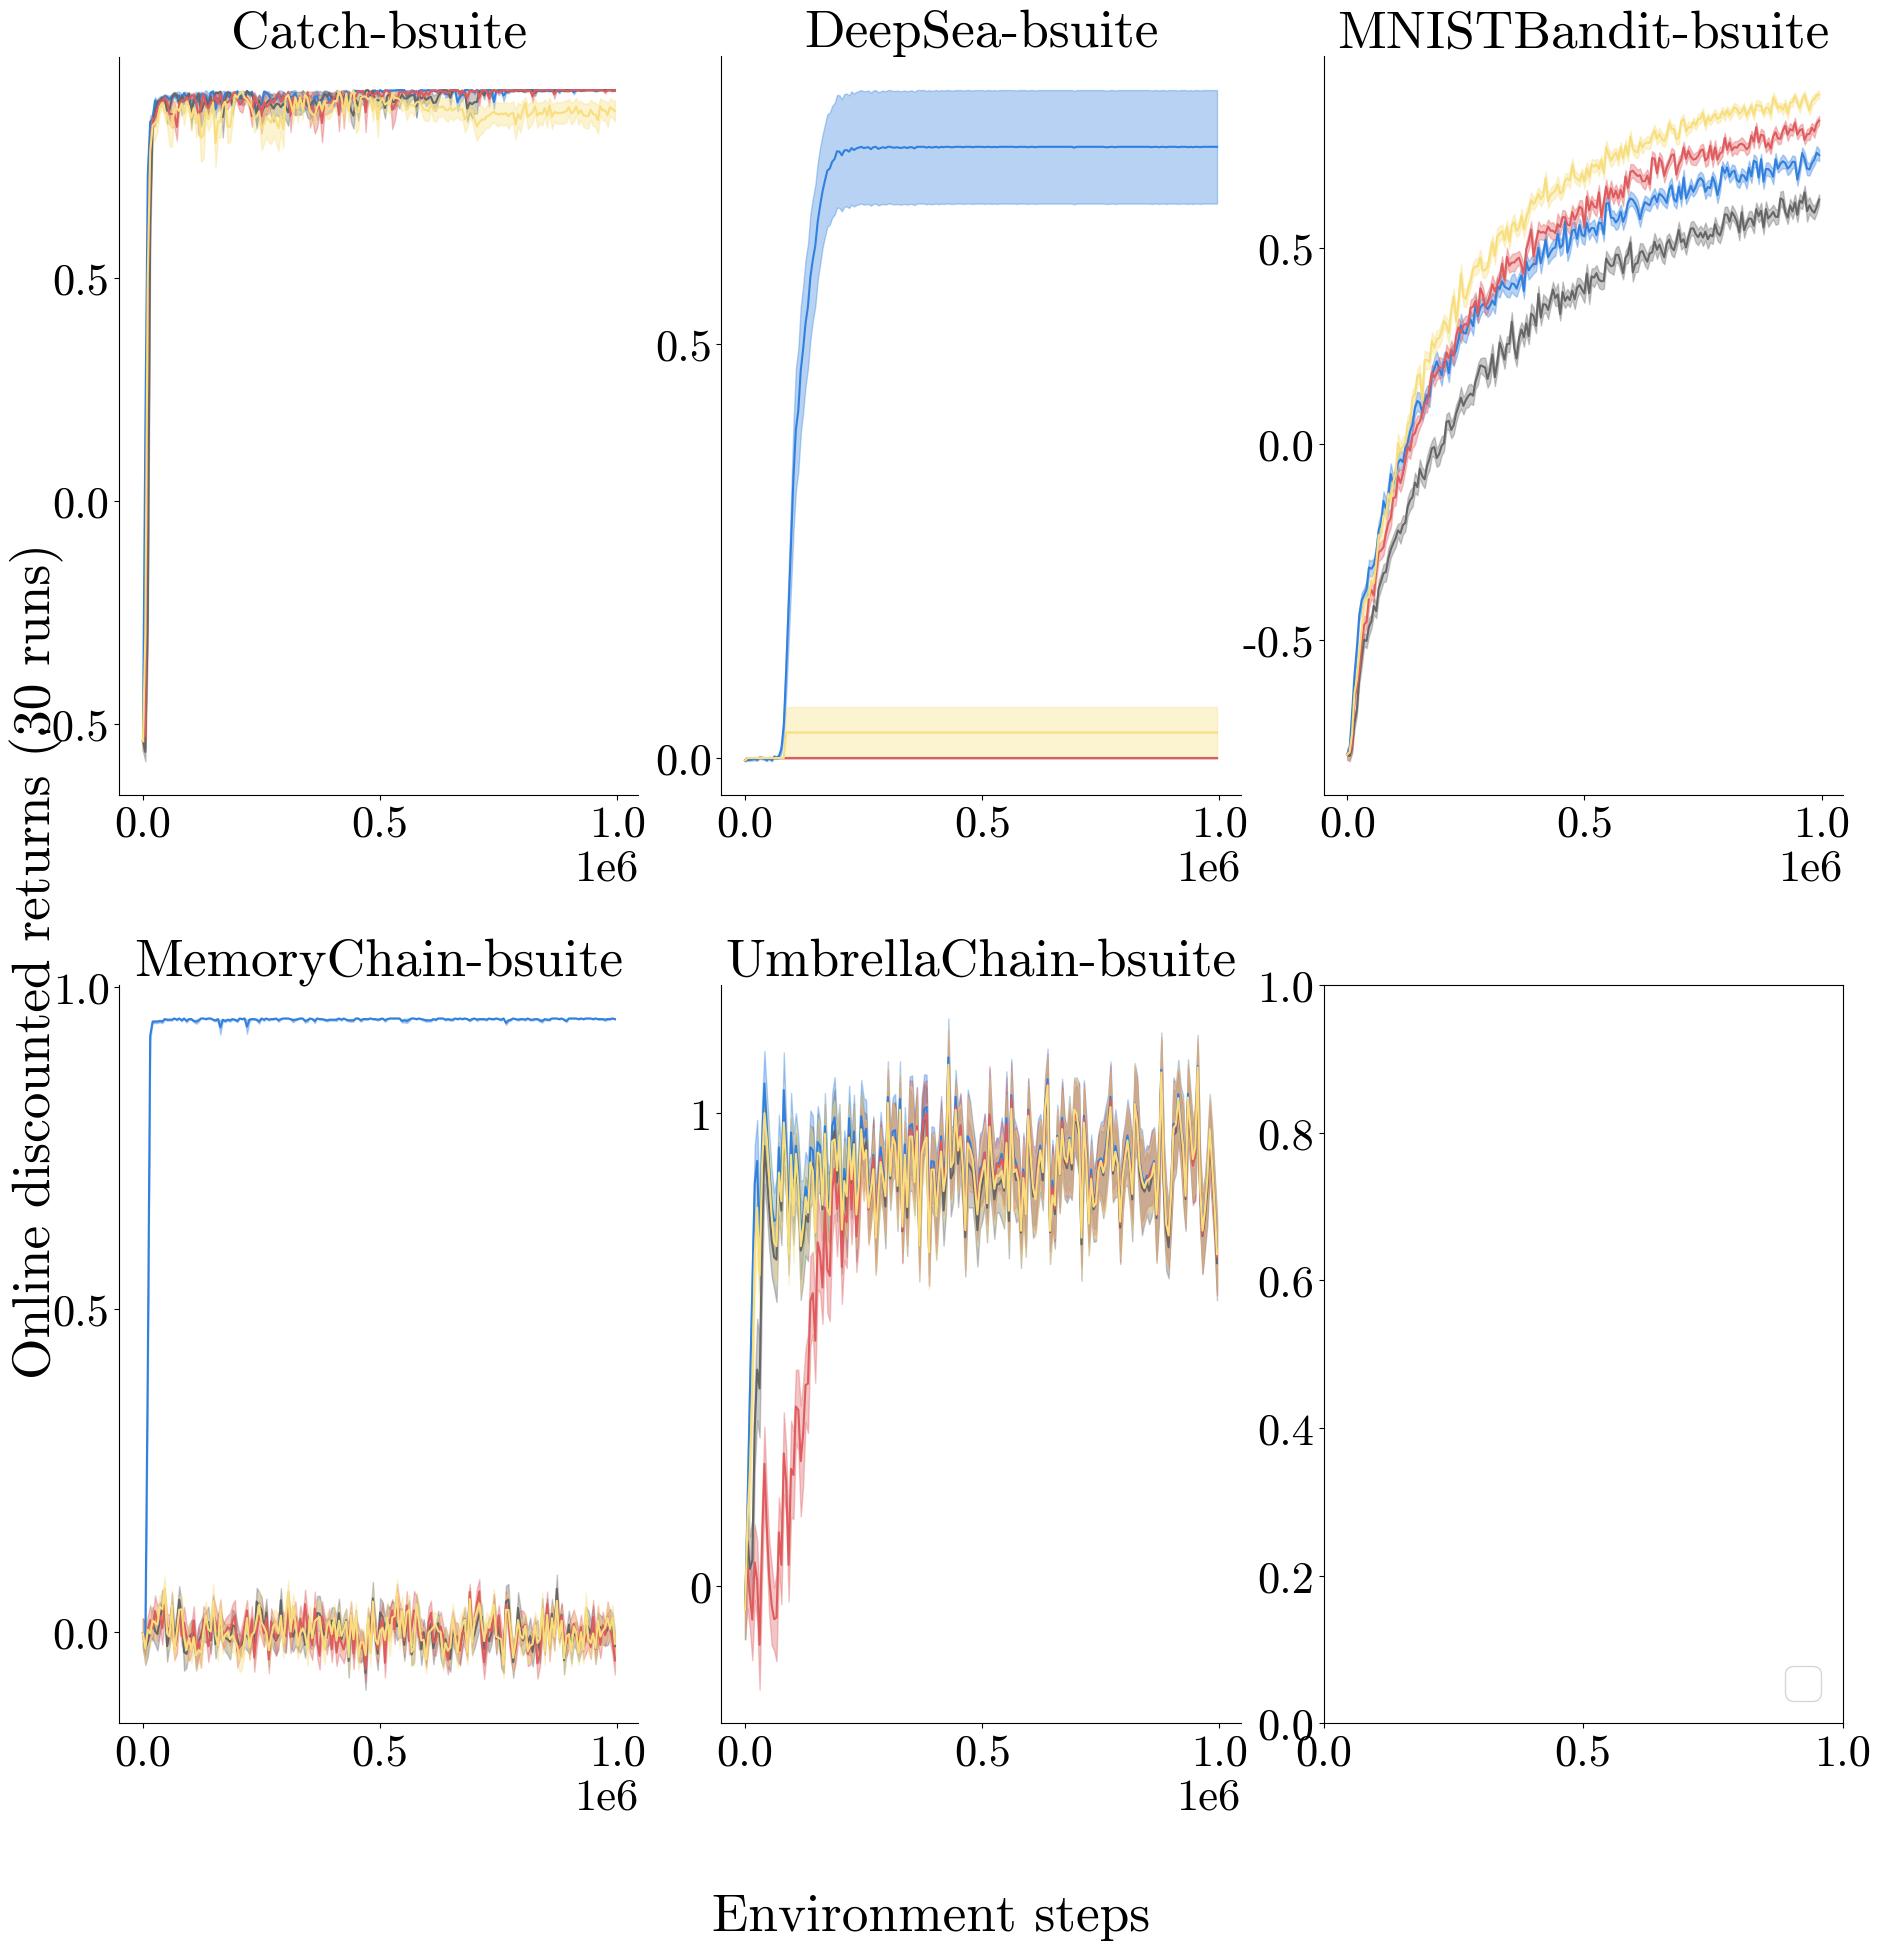 Catch-bsuite
DeepSea-bsuite
MNISTBandit-bsuite
0.5
0.0
0.5
0.0 0.5 1.0
1e6
0.5
0.0
0.0 0.5 1.0
1e6
0.5
0.0
-0.5
0.0 0.5 1.0
1e6
Online discounted returns (30 runs)
MemoryChain-bsuite
UmbrellaChain-bsuite
1.0
0.5
0.0
0.0 0.5 1.0
1e6
1
0
0.0 0.5 1.0
1e6
1.0
0.8
0.6
0.4
0.2
0.0
0.0 0.5 1.0
Environment steps